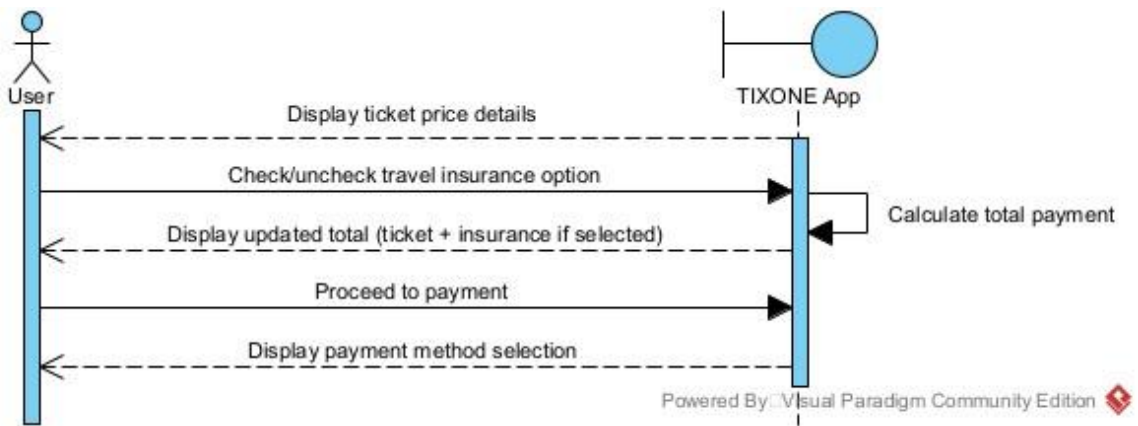 User
TIXONE App
Display ticket price details
Check/uncheck travel insurance option
Calculate total payment
Display updated total (ticket + insurance if selected)
Proceed to payment
Display payment method selection
Powered By Visual Paradigm Community Edition